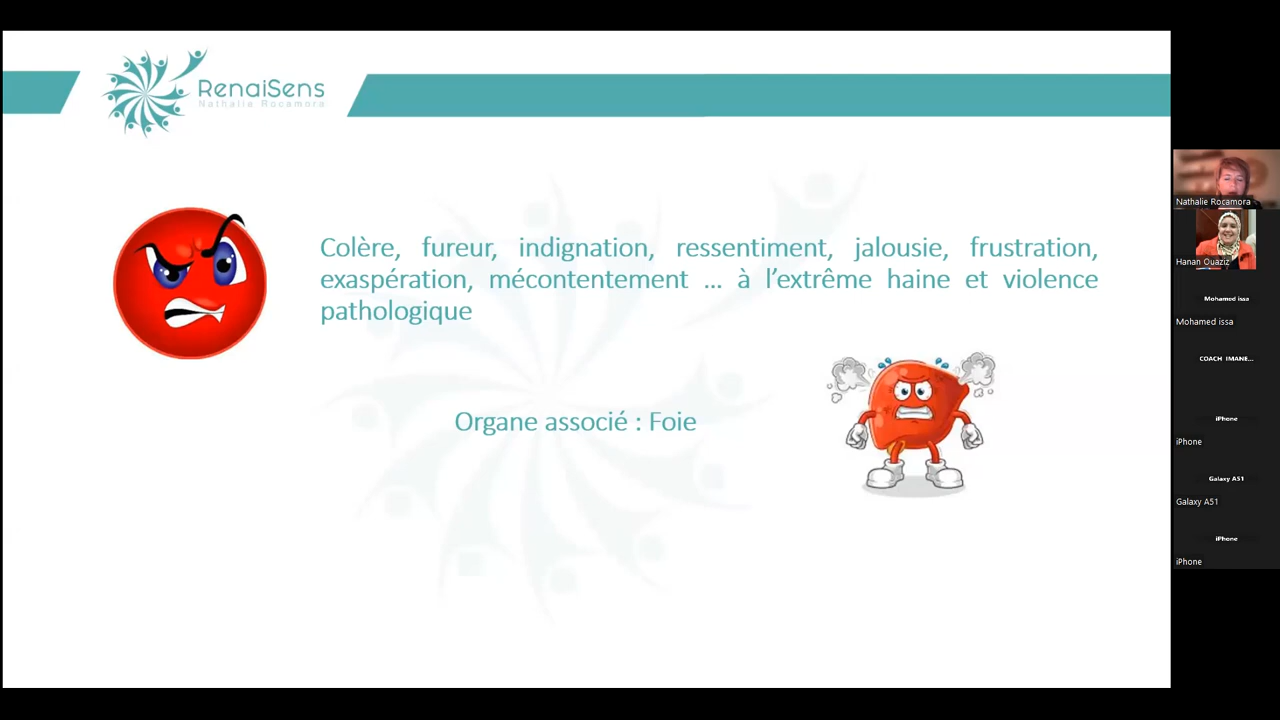 RenaiSens
Nathalie Rocamora
Colère, fureur, indignation, ressentiment, jalousie, frustration,
exaspération, mécontentement ... à l'extrême haine et violence
pathologique
Organe associé : Foie
Nathalie Rocamora
Hanan Ouaziz
Mohamed issa
Mohamed issa
COACH IMANE...
iPhone
iPhone
Galaxy A51
Galaxy A51
iPhone
iPhone